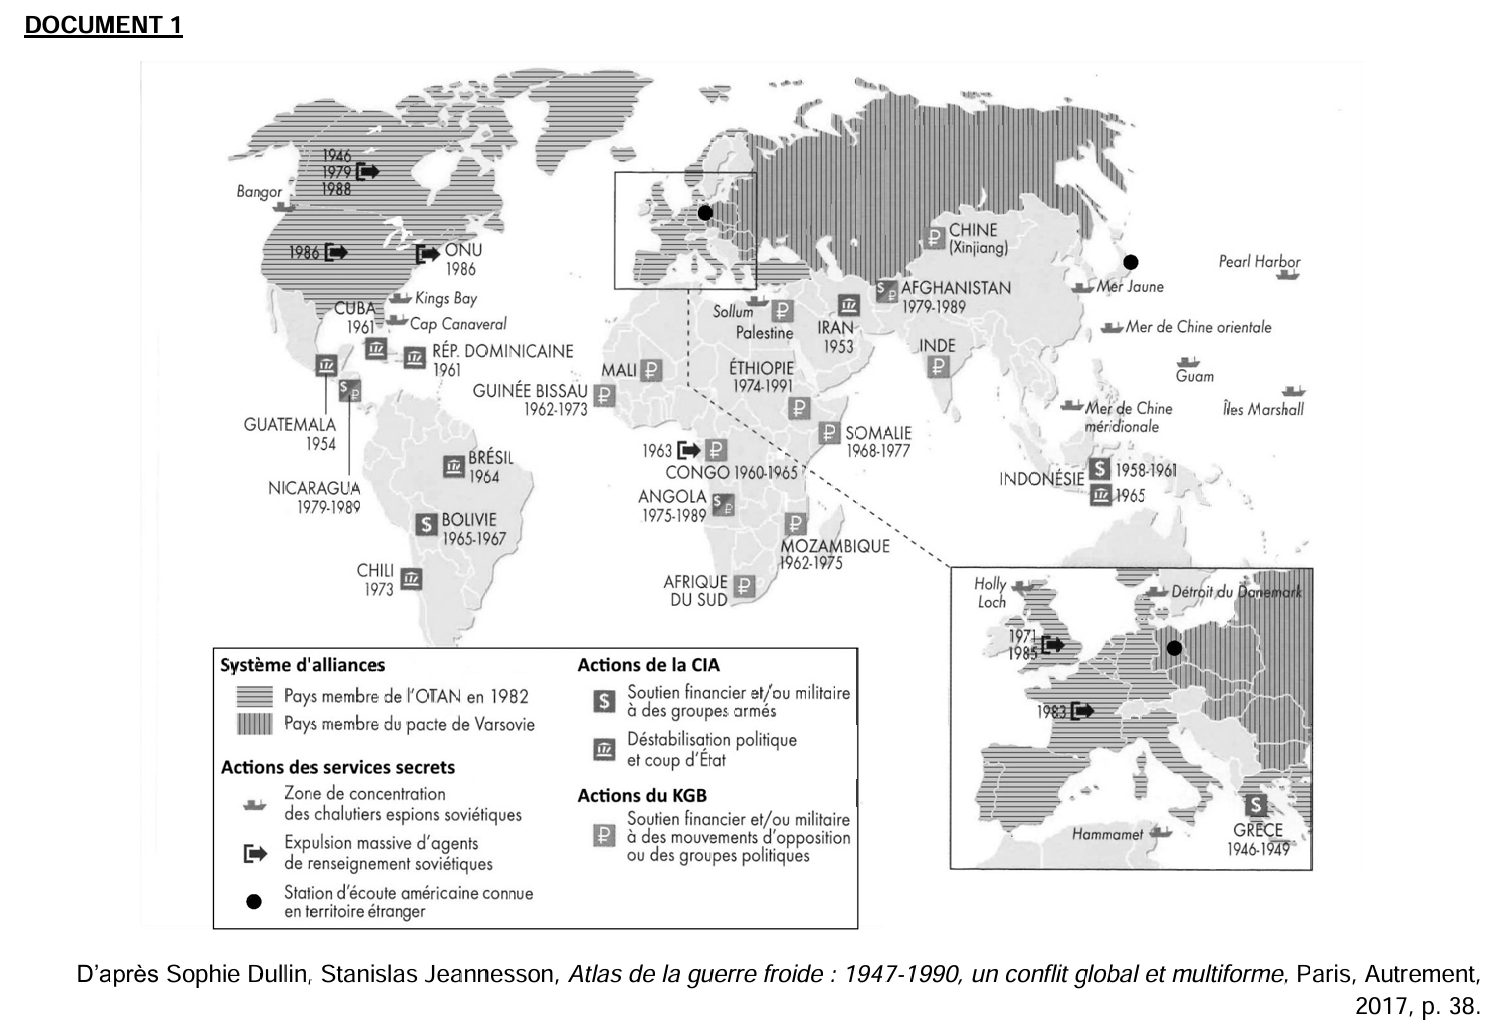 DOCUMENT 1
1946
1979
1988
Bangor
1986
ONU
1986
Kings Bay
CUBA
1961
Cap Canaveral
RÉP. DOMINICAINE
1961
GUATEMALA
1954
NICARAGUA
1979-1989
BRÉSIL
1964
BOLIVIE
1965-1967
CHILI
1973
MALI
GUINÉE BISSAU
1962-1973
Sollum
Palestine
IRAN
1953
AFGHANISTAN
1979-1989
CHINE
(Xinjiang)
INDE
ÉTHIOPIE
1974-1991
SOMALIE
1968-1977
1963
CONGO 1960-1965
ANGOLA
1975-1989
MOZAMBIQUE
1962-1975
AFRIQUE
DU SUD
Pearl Harbor
Mer Jaune
Mer de Chine orientale
Guam
Îles Marshall
Mer de Chine
méridionale
INDONÉSIE
$ 1958-1961
1965
Holly
Loch
Détroit du Danemark
1971
1985
1983
Hammamet
$
GRÈCE
1946-1949
Système d'alliances
Pays membre de l'OTAN en 1982
Pays membre du pacte de Varsovie
Actions des services secrets
Zone de concentration
des chalutiers espions soviétiques
Expulsion massive d'agents
de renseignement soviétiques
Station d'écoute américaine connue
en territoire étranger
Actions de la CIA
$ Soutien financier et/ou militaire
à des groupes armés
Déstabilisation politique
et coup d'État
Actions du KGB
₽ Soutien financier et/ou militaire
à des mouvements d'opposition
ou des groupes politiques
D'après Sophie Dullin, Stanislas Jeannesson, Atlas de la guerre froide : 1947-1990, un conflit global et multiforme, Paris, Autrement,
2017, p. 38.